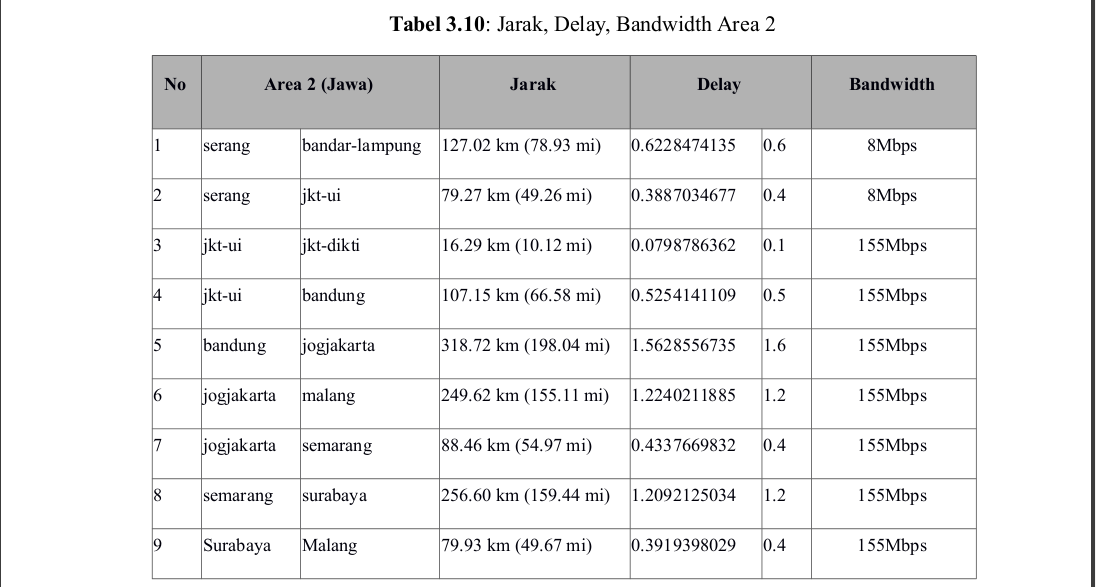 Tabel 3.10: Jarak, Delay, Bandwidth Area 2
No Area 2 (Jawa) Jarak Delay Bandwidth
1 serang bandar-lampung 127.02 km (78.93 mi) 0.6228474135 0.6 8Mbps
2 serang jkt-ui 79.27 km (49.26 mi) 0.3887034677 0.4 8Mbps
3 jkt-ui jkt-dikti 16.29 km (10.12 mi) 0.0798786362 0.1 155Mbps
4 jkt-ui bandung 107.15 km (66.58 mi) 0.5254141109 0.5 155Mbps
5 bandung jogjakarta 318.72 km (198.04 mi) 1.5628556735 1.6 155Mbps
6 jogjakarta malang 249.62 km (155.11 mi) 1.2240211885 1.2 155Mbps
7 jogjakarta semarang 88.46 km (54.97 mi) 0.4337669832 0.4 155Mbps
8 semarang surabaya 256.60 km (159.44 mi) 1.2092125034 1.2 155Mbps
9 Surabaya Malang 79.93 km (49.67 mi) 0.3919398029 0.4 155Mbps